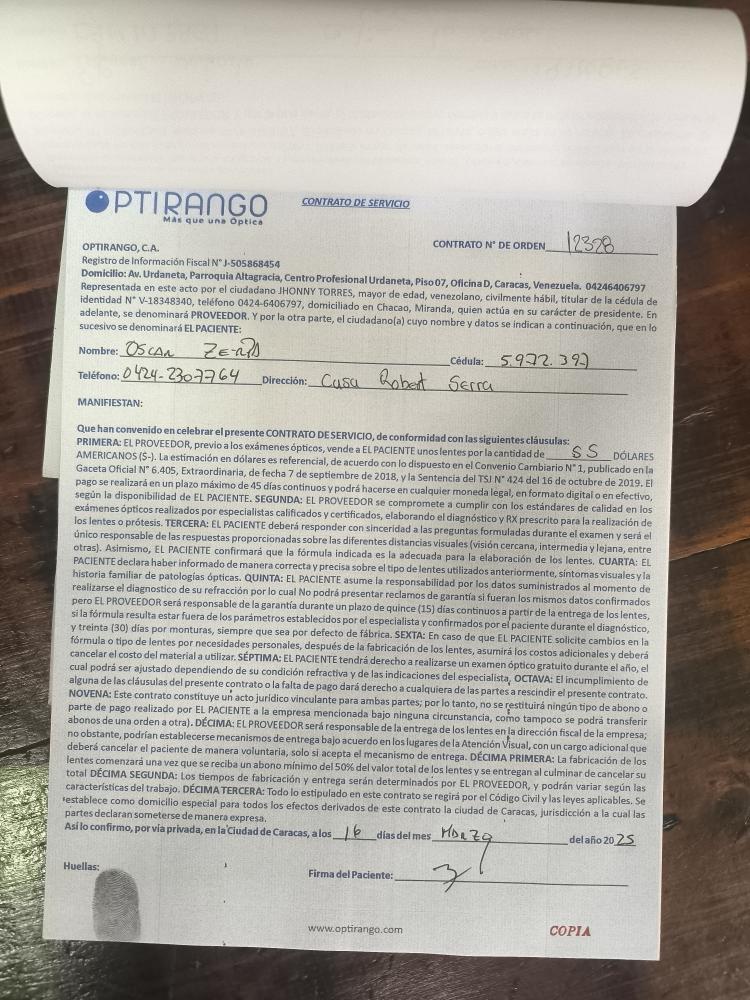 OPTIRANGO
Más que una Óptica
CONTRATO DE SERVICIO
CONTRATO N° DE ORDEN 12328
OPTIRANGO, C.A.
Registro de Información Fiscal N° J-505868454
Domicilio: Av. Urdaneta, Parroquia Altagracia, Centro Profesional Urdaneta, Piso 07, Oficina D, Caracas, Venezuela. 04246406797
Representada en este acto por el ciudadano JHONNY TORRES, mayor de edad, venezolano, civilmente hábil, titular de la cédula de
identidad N° V-18348340, teléfono 0424-6406797, domiciliado en Chacao, Miranda, quien actúa en su carácter de presidente. En
adelante, se denominará PROVEEDOR. Y por la otra parte, el ciudadano(a) cuyo nombre y datos se indican a continuación, que en lo
sucesivo se denominará EL PACIENTE:
Nombre: OSCAR Cédula: 5.972.392
Teléfono: 0424-2307764 Dirección: Casa Robert Serra
MANIFIESTAN:
Que han convenido en celebrar el presente CONTRATO DE SERVICIO, de conformidad con las siguientes cláusulas:
PRIMERA: EL PROVEEDOR, previo a los exámenes ópticos, vende a EL PACIENTE unos lentes por la cantidad de 55 DÓLARES
AMERICANOS ($-). La estimación en dólares es referencial, de acuerdo con lo dispuesto en el Convenio Cambiario N° 1, publicado en la
Gaceta Oficial N° 6.405, Extraordinaria, de fecha 7 de septiembre de 2018, y la Sentencia del TSJ N° 424 del 16 de octubre de 2019. El
pago se realizará en un plazo máximo de 45 días continuos y podrá hacerse en cualquier moneda legal, en formato digital o en efectivo,
según la disponibilidad de EL PACIENTE. SEGUNDA: EL PROVEEDOR se compromete a cumplir con los estándares de calidad en los
exámenes ópticos realizados por especialistas calificados y certificados, elaborando el diagnóstico y RX prescrito para la realización de
los lentes o prótesis. TERCERA: EL PACIENTE deberá responder con sinceridad a las preguntas formuladas durante el examen y será el
único responsable de las respuestas proporcionadas sobre las diferentes distancias visuales (visión cercana, intermedia y lejana, entre
otras). Asimismo, EL PACIENTE confirmará que la fórmula indicada es la adecuada para la elaboración de los lentes. CUARTA: EL
PACIENTE declara haber informado de manera correcta y precisa sobre el tipo de lentes utilizados anteriormente, síntomas visuales y la
historia familiar de patologías ópticas. QUINTA: EL PACIENTE asume la responsabilidad por los datos suministrados al momento de
realizarse el diagnostico de su refracción por lo cual No podrá presentar reclamos de garantía si fueran los mismos datos confirmados
pero EL PROVEEDOR será responsable de la garantía durante un plazo de quince (15) días continuos a partir de la entrega de los lentes,
si la fórmula resulta estar fuera de los parámetros establecidos por el especialista y confirmados por el paciente durante el diagnóstico,
y treinta (30) días por monturas, siempre que sea por defecto de fábrica. SEXTA: En caso de que EL PACIENTE solicite cambios en la
fórmula o tipo de lentes por necesidades personales, después de la fabricación de los lentes, asumirá los costos adicionales y deberá
cancelar el costo del material a utilizar. SÉPTIMA: EL PACIENTE tendrá derecho a realizarse un examen óptico gratuito durante el año, el
cual podrá ser ajustado dependiendo de su condición refractiva y de las indicaciones del especialista. OCTAVA: El incumplimiento de
alguna de las cláusulas del presente contrato o la falta de pago dará derecho a cualquiera de las partes a rescindir el presente contrato.
NOVENA: Este contrato constituye un acto jurídico vinculante para ambas partes; por lo tanto, no se restituirá ningún tipo de abono o
parte de pago realizado por EL PACIENTE a la empresa mencionada bajo ninguna circunstancia, como tampoco se podrá transferir
abonos de una orden a otra). DÉCIMA: EL PROVEEDOR será responsable de la entrega de los lentes en la dirección fiscal de la empresa;
no obstante, podrían establecerse mecanismos de entrega bajo acuerdo en los lugares de la Atención Visual, con un cargo adicional que
deberá cancelar el paciente de manera voluntaria, solo si acepta el mecanismo de entrega. DÉCIMA PRIMERA: La fabricación de los
lentes comenzará una vez que se reciba un abono mínimo del 50% del valor total de los lentes y se entregan al culminar de cancelar su
total DÉCIMA SEGUNDA: Los tiempos de fabricación y entrega serán determinados por EL PROVEEDOR, y podrán variar según las
características del trabajo. DÉCIMA TERCERA: Todo lo estipulado en este contrato se regirá por el Código Civil y las leyes aplicables. Se
establece como domicilio especial para todos los efectos derivados de este contrato la ciudad de Caracas, jurisdicción a la cual las
partes declaran someterse de manera expresa.
Así lo confirmo, por vía privada, en la Ciudad de Caracas, a los 16 días del mes Marzo del año 2025
Huellas:
Firma del Paciente:
www.optirango.com
COPIA